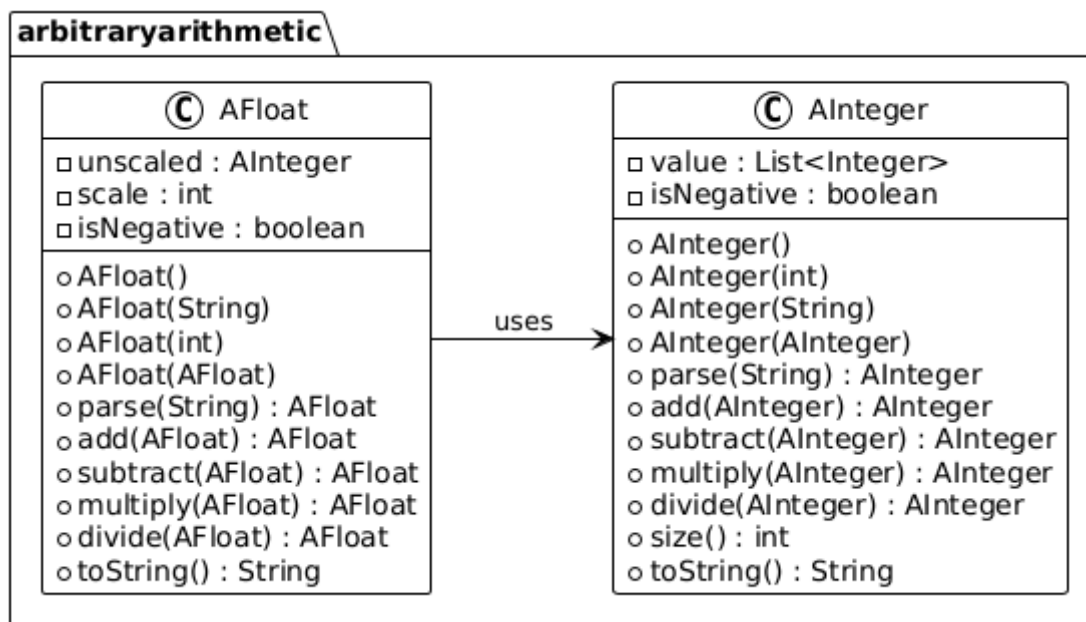 arbitraryarithmetic
C AFloat
unscaled : AInteger
scale : int
isNegative : boolean
AFloat()
AFloat(String)
AFloat(int)
AFloat(AFloat)
parse(String) : AFloat
add(AFloat) : AFloat
subtract(AFloat) : AFloat
multiply(AFloat) : AFloat
divide(AFloat) : AFloat
toString() : String
uses
C AInteger
value : List<Integer>
isNegative : boolean
AInteger()
AInteger(int)
AInteger(String)
AInteger(AInteger)
parse(String) : AInteger
add(AInteger) : AInteger
subtract(AInteger) : AInteger
multiply(AInteger) : AInteger
divide(AInteger) : AInteger
size() : int
toString() : String